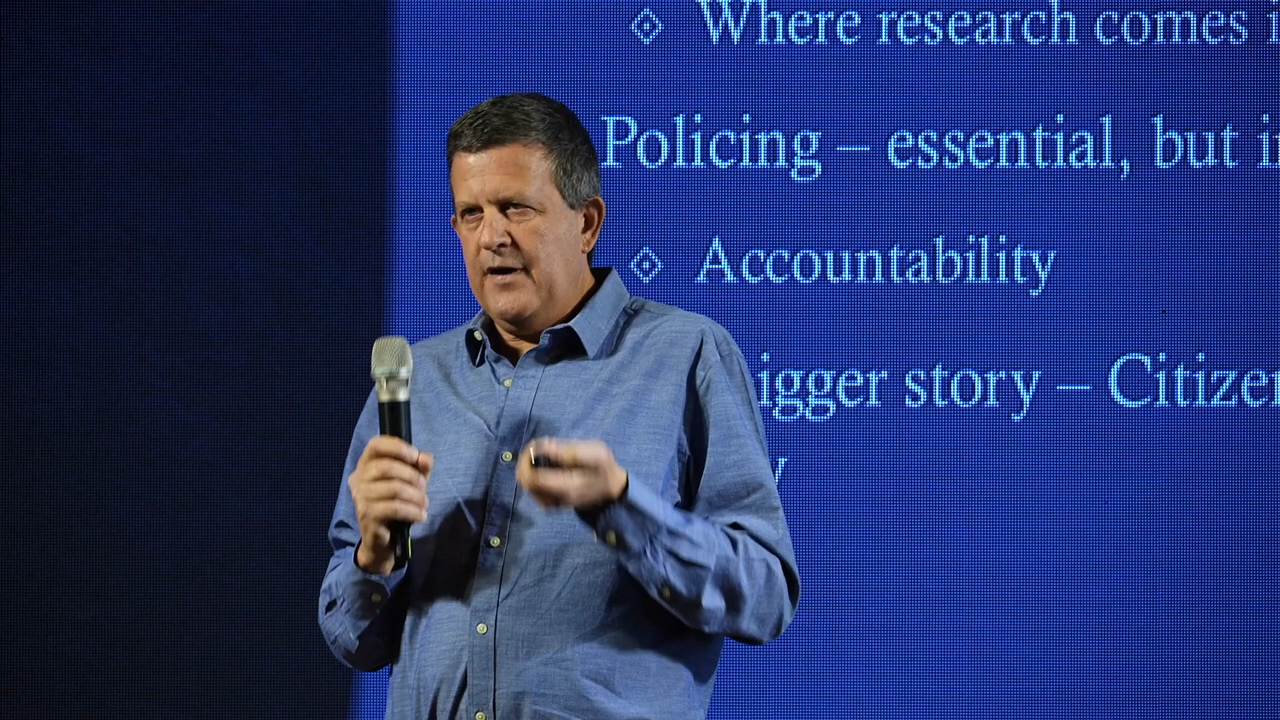 Where research comes
Policing – essential, but
Accountability
igger story – Citizen